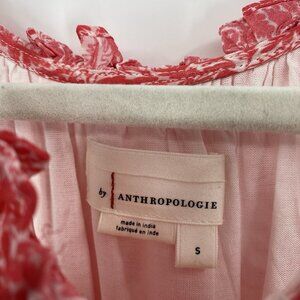 by ANTHROPOLOGIE
made in india
fabriqué en inde
S